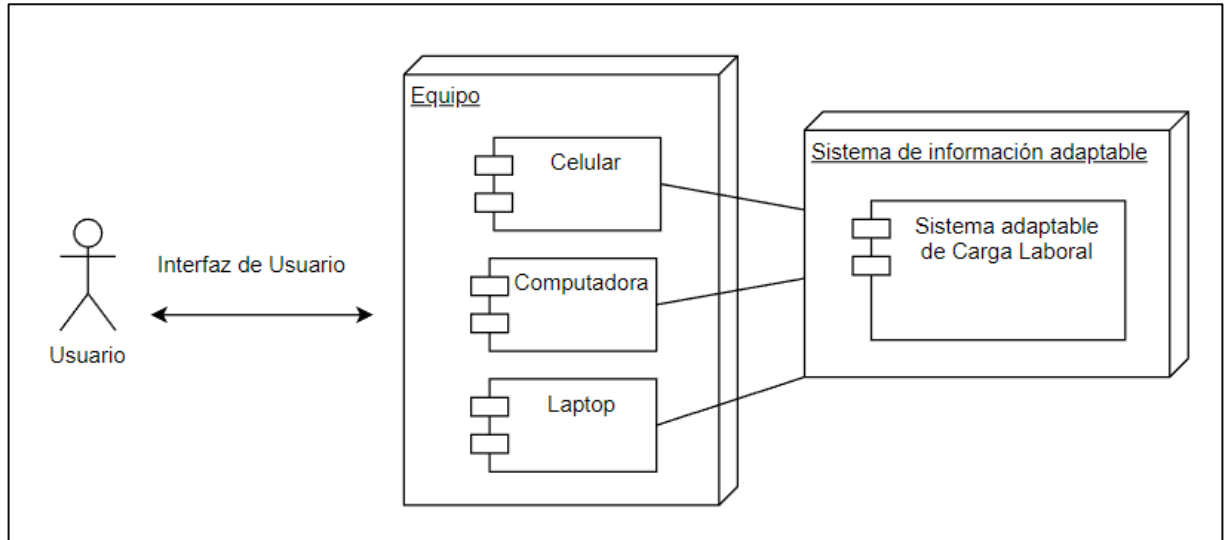 Equipo
Celular
Sistema de información adaptable
Sistema adaptable
de Carga Laboral
Interfaz de Usuario
Computadora
Usuario
Laptop